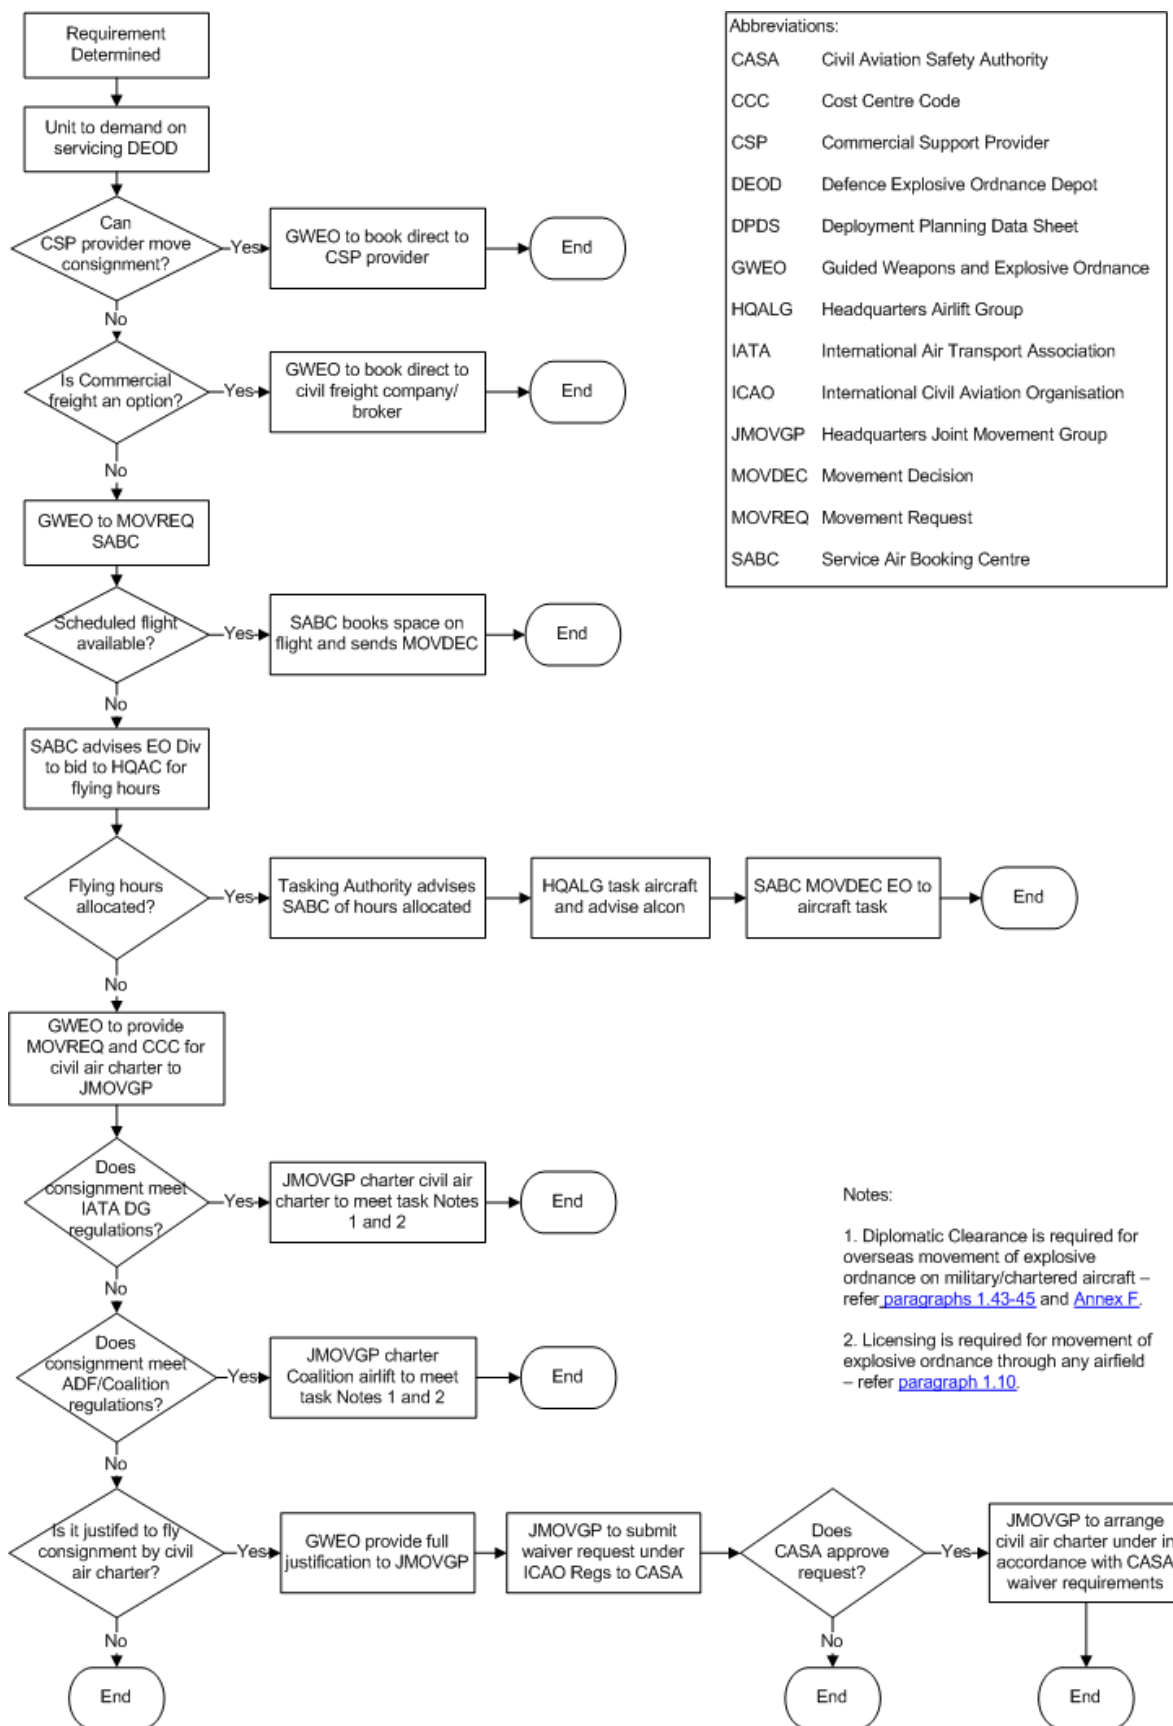 Requirement
Determined
Unit to demand on
servicing DEOD
Can
CSP provider move
consignment?
Yes
GWEO to book direct to
CSP provider
End
No
Is Commercial
freight an option?
Yes
GWEO to book direct to
civil freight company/
broker
End
No
GWEO to MOVREQ
SABC
Scheduled flight
available?
Yes
SABC books space on
flight and sends MOVDEC
End
No
SABC advises EO Div
to bid to HQAC for
flying hours
Flying hours
allocated?
Yes
Tasking Authority advises
SABC of hours allocated
HQALG task aircraft
and advise alcon
SABC MOVDEC EO to
aircraft task
End
No
GWEO to provide
MOVREQ and CCC for
civil air charter to
JMOVGP
Does
consignment meet
IATA DG
regulations?
Yes
JMOVGP charter civil air
charter to meet task Notes
1 and 2
End
No
Does
consignment meet
ADF/Coalition
regulations?
Yes
JMOVGP charter
Coalition airlift to meet
task Notes 1 and 2
End
No
Is it justifed to fly
consignment by civil
air charter?
Yes
GWEO provide full
justification to JMOVGP
JMOVGP to submit
waiver request under
ICAO Regs to CASA
Does
CASA approve
request?
Yes
JMOVGP to arrange
civil air charter under in
accordance with CASA
waiver requirements
No
End
No
End
End
Abbreviations:
CASA Civil Aviation Safety Authority
CCC Cost Centre Code
CSP Commercial Support Provider
DEOD Defence Explosive Ordnance Depot
DPDS Deployment Planning Data Sheet
GWEO Guided Weapons and Explosive Ordnance
HQALG Headquarters Airlift Group
IATA International Air Transport Association
ICAO International Civil Aviation Organisation
JMOVGP Headquarters Joint Movement Group
MOVDEC Movement Decision
MOVREQ Movement Request
SABC Service Air Booking Centre
Notes:
1. Diplomatic Clearance is required for
overseas movement of explosive
ordnance on military/chartered aircraft –
refer paragraphs 1.43-45 and Annex F.
2. Licensing is required for movement of
explosive ordnance through any airfield
– refer paragraph 1.10.